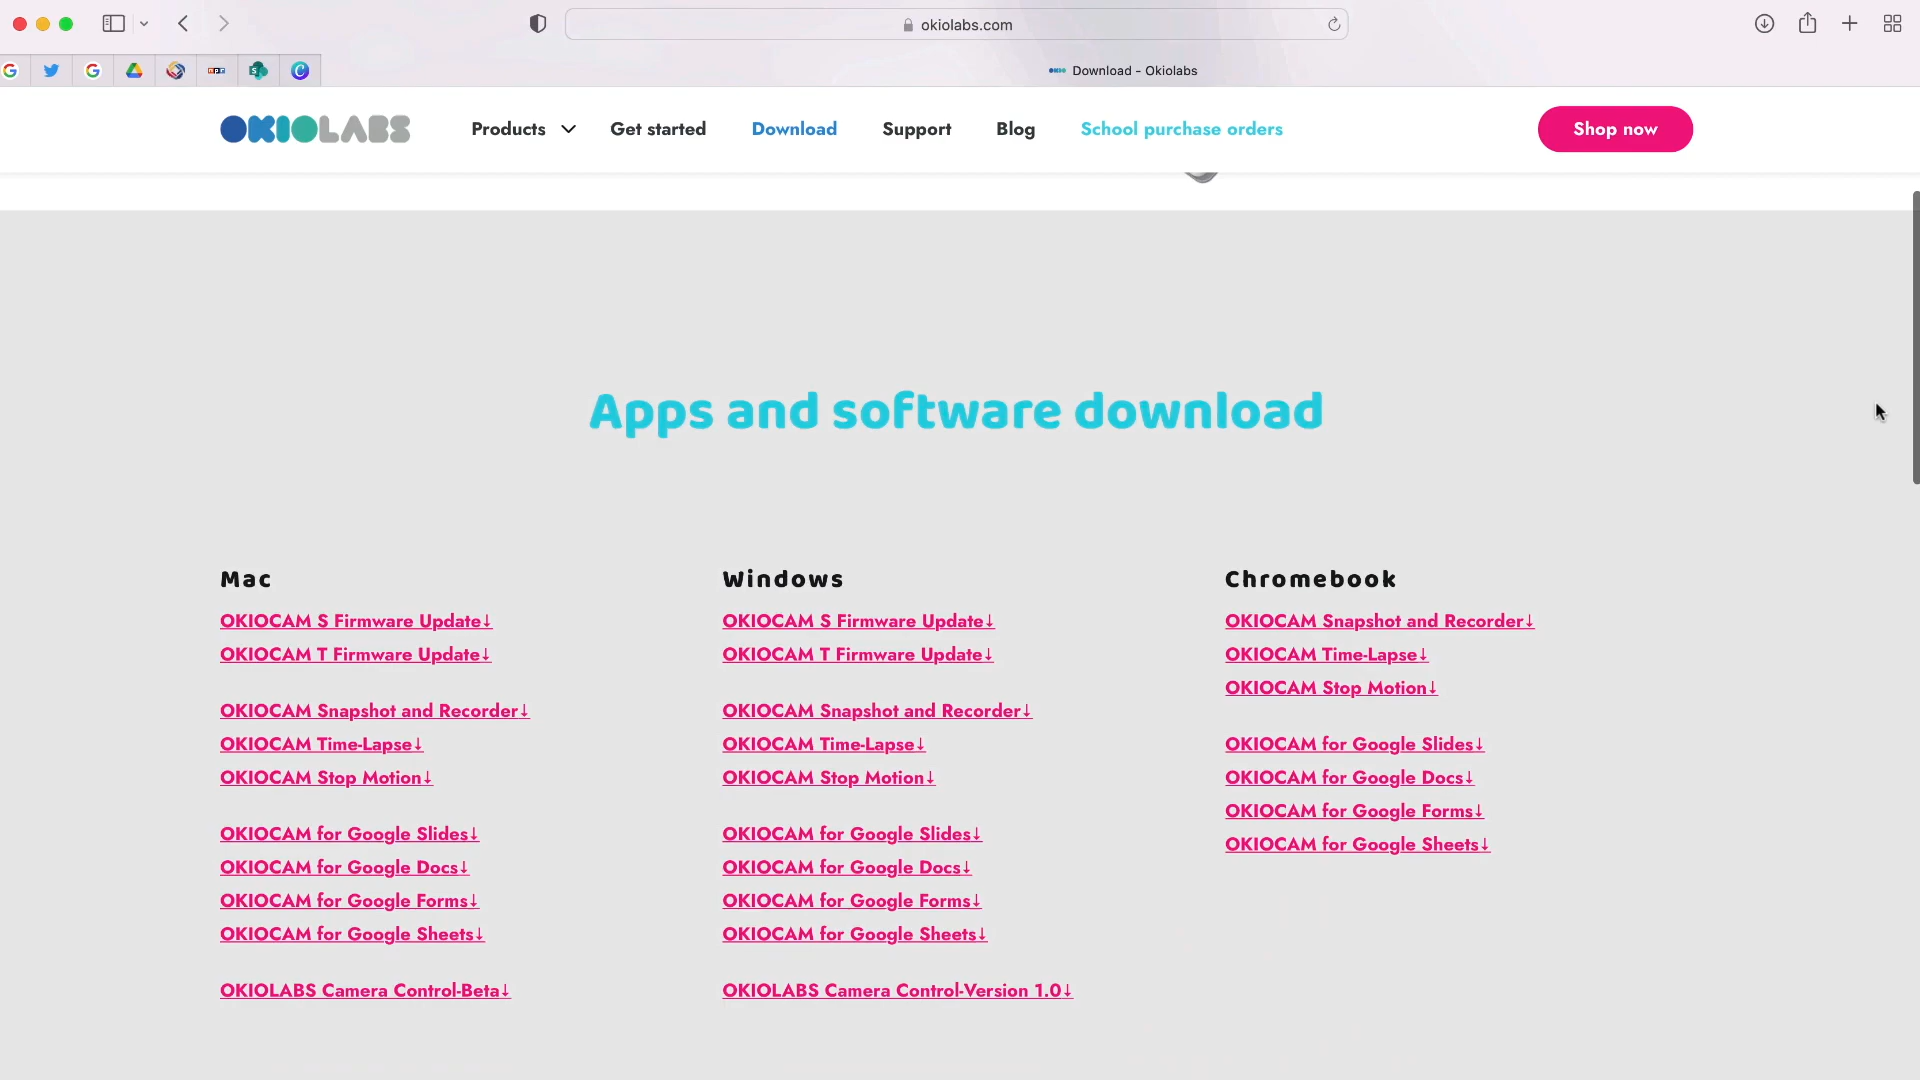 okiolabs.com
Download - Okiolabs
OKIOLABS
Products
Get started
Download
Support
Blog
School purchase orders
Shop now
Apps and software download
Mac
OKIOCAM S Firmware Update↓
OKIOCAM T Firmware Update↓
OKIOCAM Snapshot and Recorder↓
OKIOCAM Time-Lapse↓
OKIOCAM Stop Motion↓
OKIOCAM for Google Slides↓
OKIOCAM for Google Docs↓
OKIOCAM for Google Forms↓
OKIOCAM for Google Sheets↓
OKIOLABS Camera Control-Beta↓
Windows
OKIOCAM S Firmware Update↓
OKIOCAM T Firmware Update↓
OKIOCAM Snapshot and Recorder↓
OKIOCAM Time-Lapse↓
OKIOCAM Stop Motion↓
OKIOCAM for Google Slides↓
OKIOCAM for Google Docs↓
OKIOCAM for Google Forms↓
OKIOCAM for Google Sheets↓
OKIOLABS Camera Control-Version 1.0↓
Chromebook
OKIOCAM Snapshot and Recorder↓
OKIOCAM Time-Lapse↓
OKIOCAM Stop Motion↓
OKIOCAM for Google Slides↓
OKIOCAM for Google Docs↓
OKIOCAM for Google Forms↓
OKIOCAM for Google Sheets↓